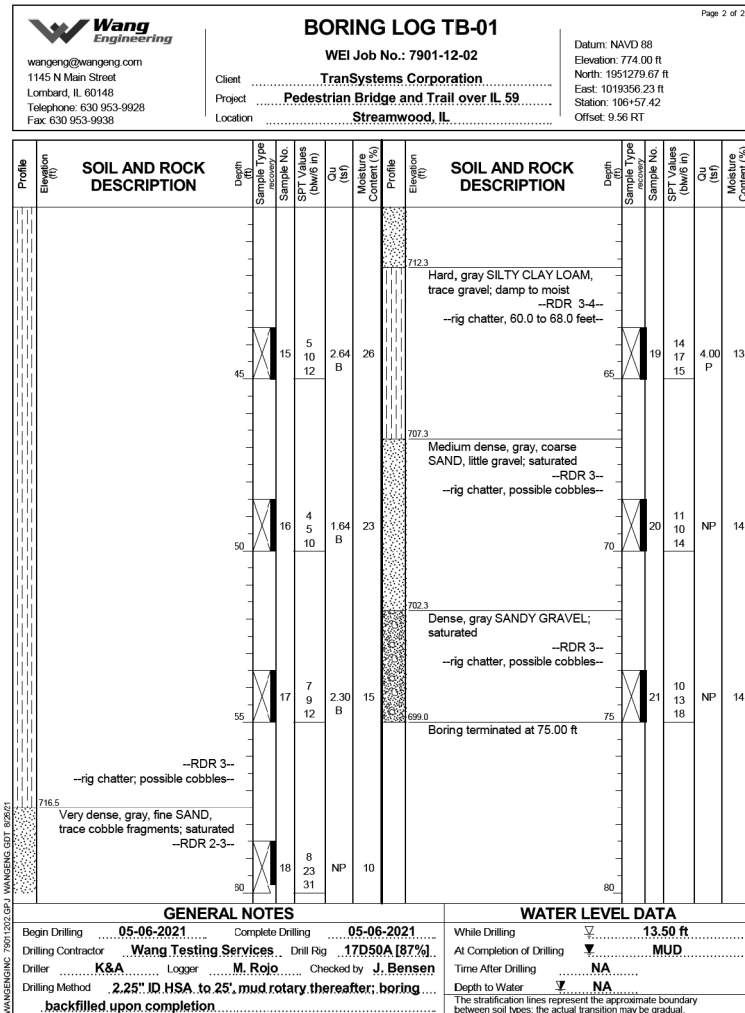 Page 2 of 2
Wang
Engineering
wangeng@wangeng.com
1145 N Main Street
Lombard, IL 60148
Telephone: 630 953-9928
Fax: 630 953-9938
BORING LOG TB-01
WEI Job No.: 7901-12-02
Client TranSystems Corporation
Project Pedestrian Bridge and Trail over IL 59
Location Streamwood, IL
Datum: NAVD 88
Elevation: 774.00 ft
North: 1951279.67 ft
East: 1019356.23 ft
Station: 106+57.42
Offset: 9.56 RT
Profile
Elevation (ft)
SOIL AND ROCK
DESCRIPTION
Depth (ft)
Sample Type
recovery
Sample No.
SPT Values (blw/6 in)
Qu (tsf)
Moisture Content (%)
15 5 10 12 2.64 B 26
45
16 4 5 10 1.64 B 23
50
17 7 9 12 2.30 B 15
55
--RDR 3--
--rig chatter; possible cobbles--
716.5
Very dense, gray, fine SAND,
trace cobble fragments; saturated
--RDR 2-3--
18 8 23 31 NP 10
60
Profile
Elevation (ft)
SOIL AND ROCK
DESCRIPTION
Depth (ft)
Sample Type
recovery
Sample No.
SPT Values (blw/6 in)
Qu (tsf)
Moisture Content (%)
712.3
Hard, gray SILTY CLAY LOAM,
trace gravel; damp to moist
--RDR 3-4--
--rig chatter, 60.0 to 68.0 feet--
19 14 17 15 4.00 P 13
65
707.3
Medium dense, gray, coarse
SAND, little gravel; saturated
--RDR 3--
--rig chatter, possible cobbles--
20 11 10 14 NP 14
70
702.3
Dense, gray SANDY GRAVEL;
saturated
--RDR 3--
--rig chatter, possible cobbles--
21 10 13 18 NP 14
699.0
75
Boring terminated at 75.00 ft
80
WANGENGINC 79011202.GPJ WANGENG.GDT 8/26/21
GENERAL NOTES
Begin Drilling 05-06-2021 Complete Drilling 05-06-2021
Drilling Contractor Wang Testing Services Drill Rig 17D50A [87%]
Driller K&A Logger M. Rojo Checked by J. Bensen
Drilling Method 2.25" ID HSA to 25', mud rotary thereafter; boring
backfilled upon completion
WATER LEVEL DATA
While Drilling 13.50 ft
At Completion of Drilling MUD
Time After Drilling NA
Depth to Water NA
The stratification lines represent the approximate boundary
between soil types; the actual transition may be gradual.